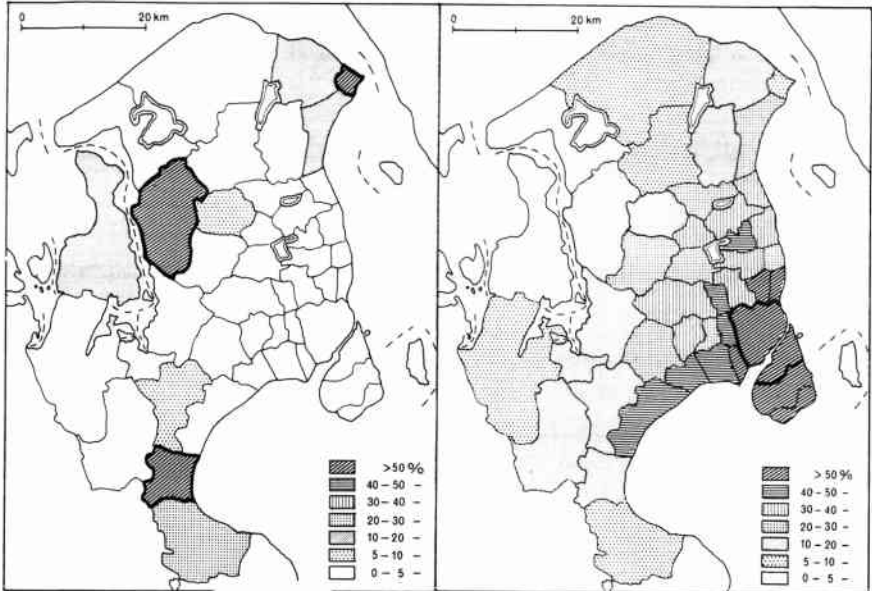 0 20 km
>50 %
40 – 50 –
30 – 40 –
20 – 30 –
10 – 20 –
5 – 10 –
0 – 5 –
0 20 km
>50 %
40 – 50 –
30 – 40 –
20 – 30 –
10 – 20 –
5 – 10 –
0 – 5 –